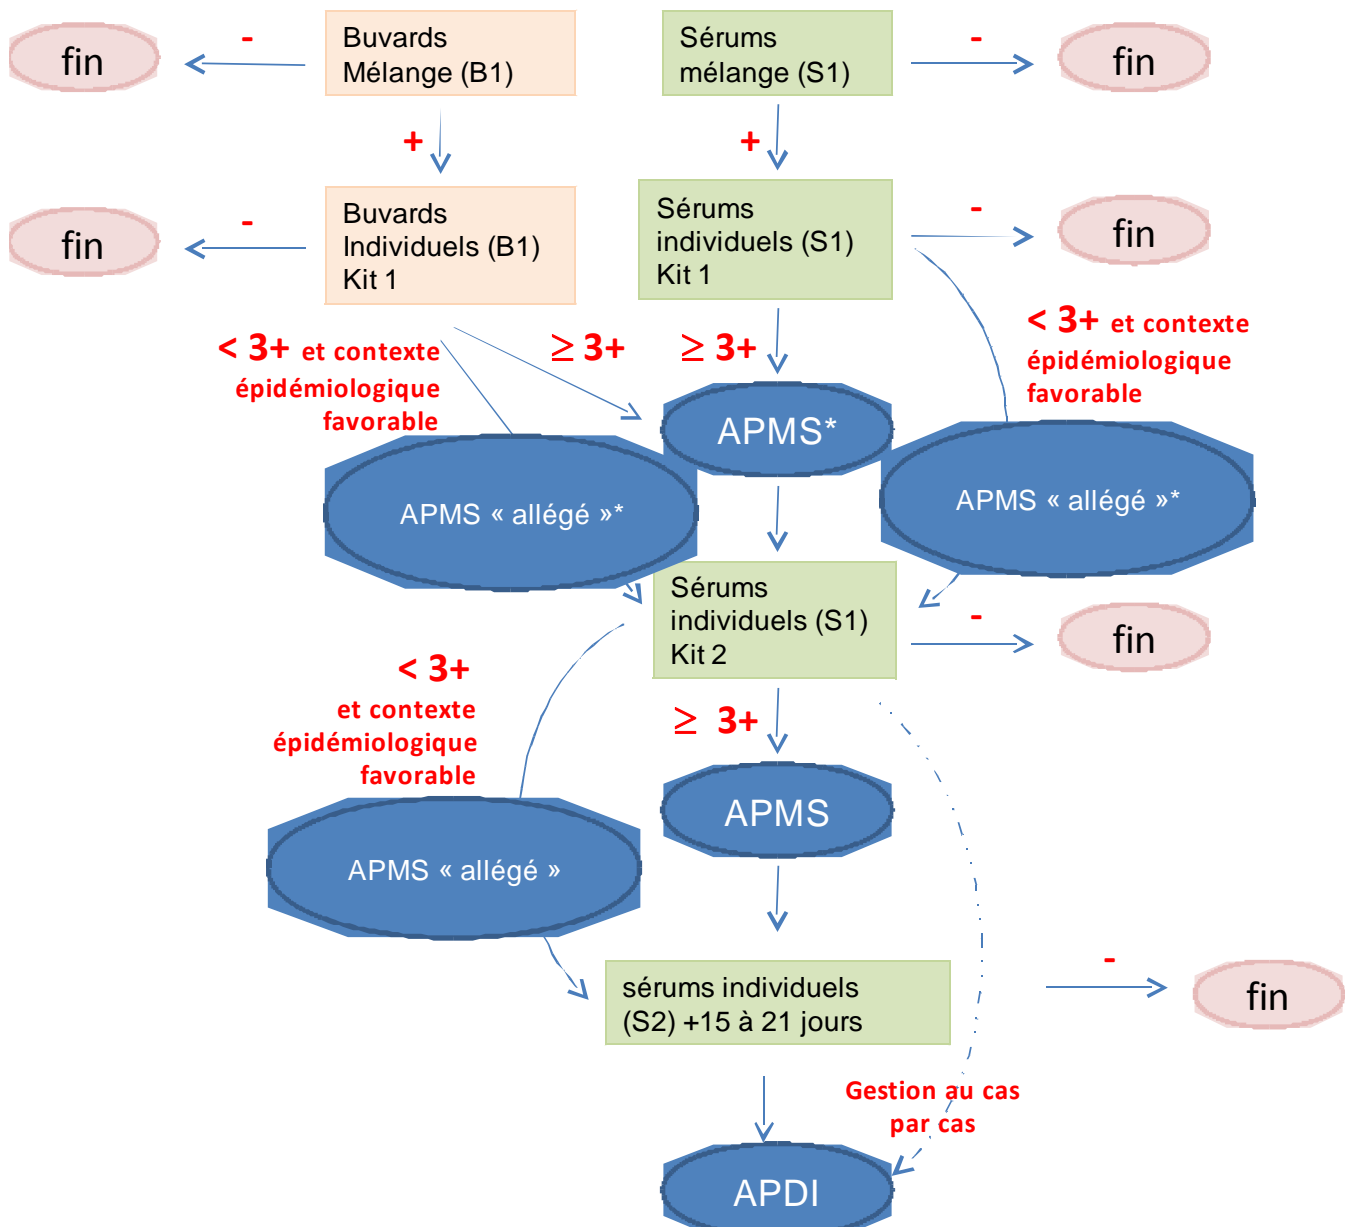 fin
-
Buvards
Mélange (B1)
Sérums
mélange (S1)
-
fin
+
+
fin
-
Buvards
Individuels (B1)
Kit 1
Sérums
individuels (S1)
Kit 1
-
fin
< 3+ et contexte
épidémiologique
favorable
≥ 3+
≥ 3+
< 3+ et contexte
épidémiologique
favorable
APMS*
APMS « allégé »*
APMS « allégé »*
Sérums
individuels (S1)
Kit 2
-
fin
< 3+
et contexte
épidémiologique
favorable
≥ 3+
APMS
APMS « allégé »
sérums individuels
(S2) +15 à 21 jours
-
fin
Gestion au cas
par cas
APDI